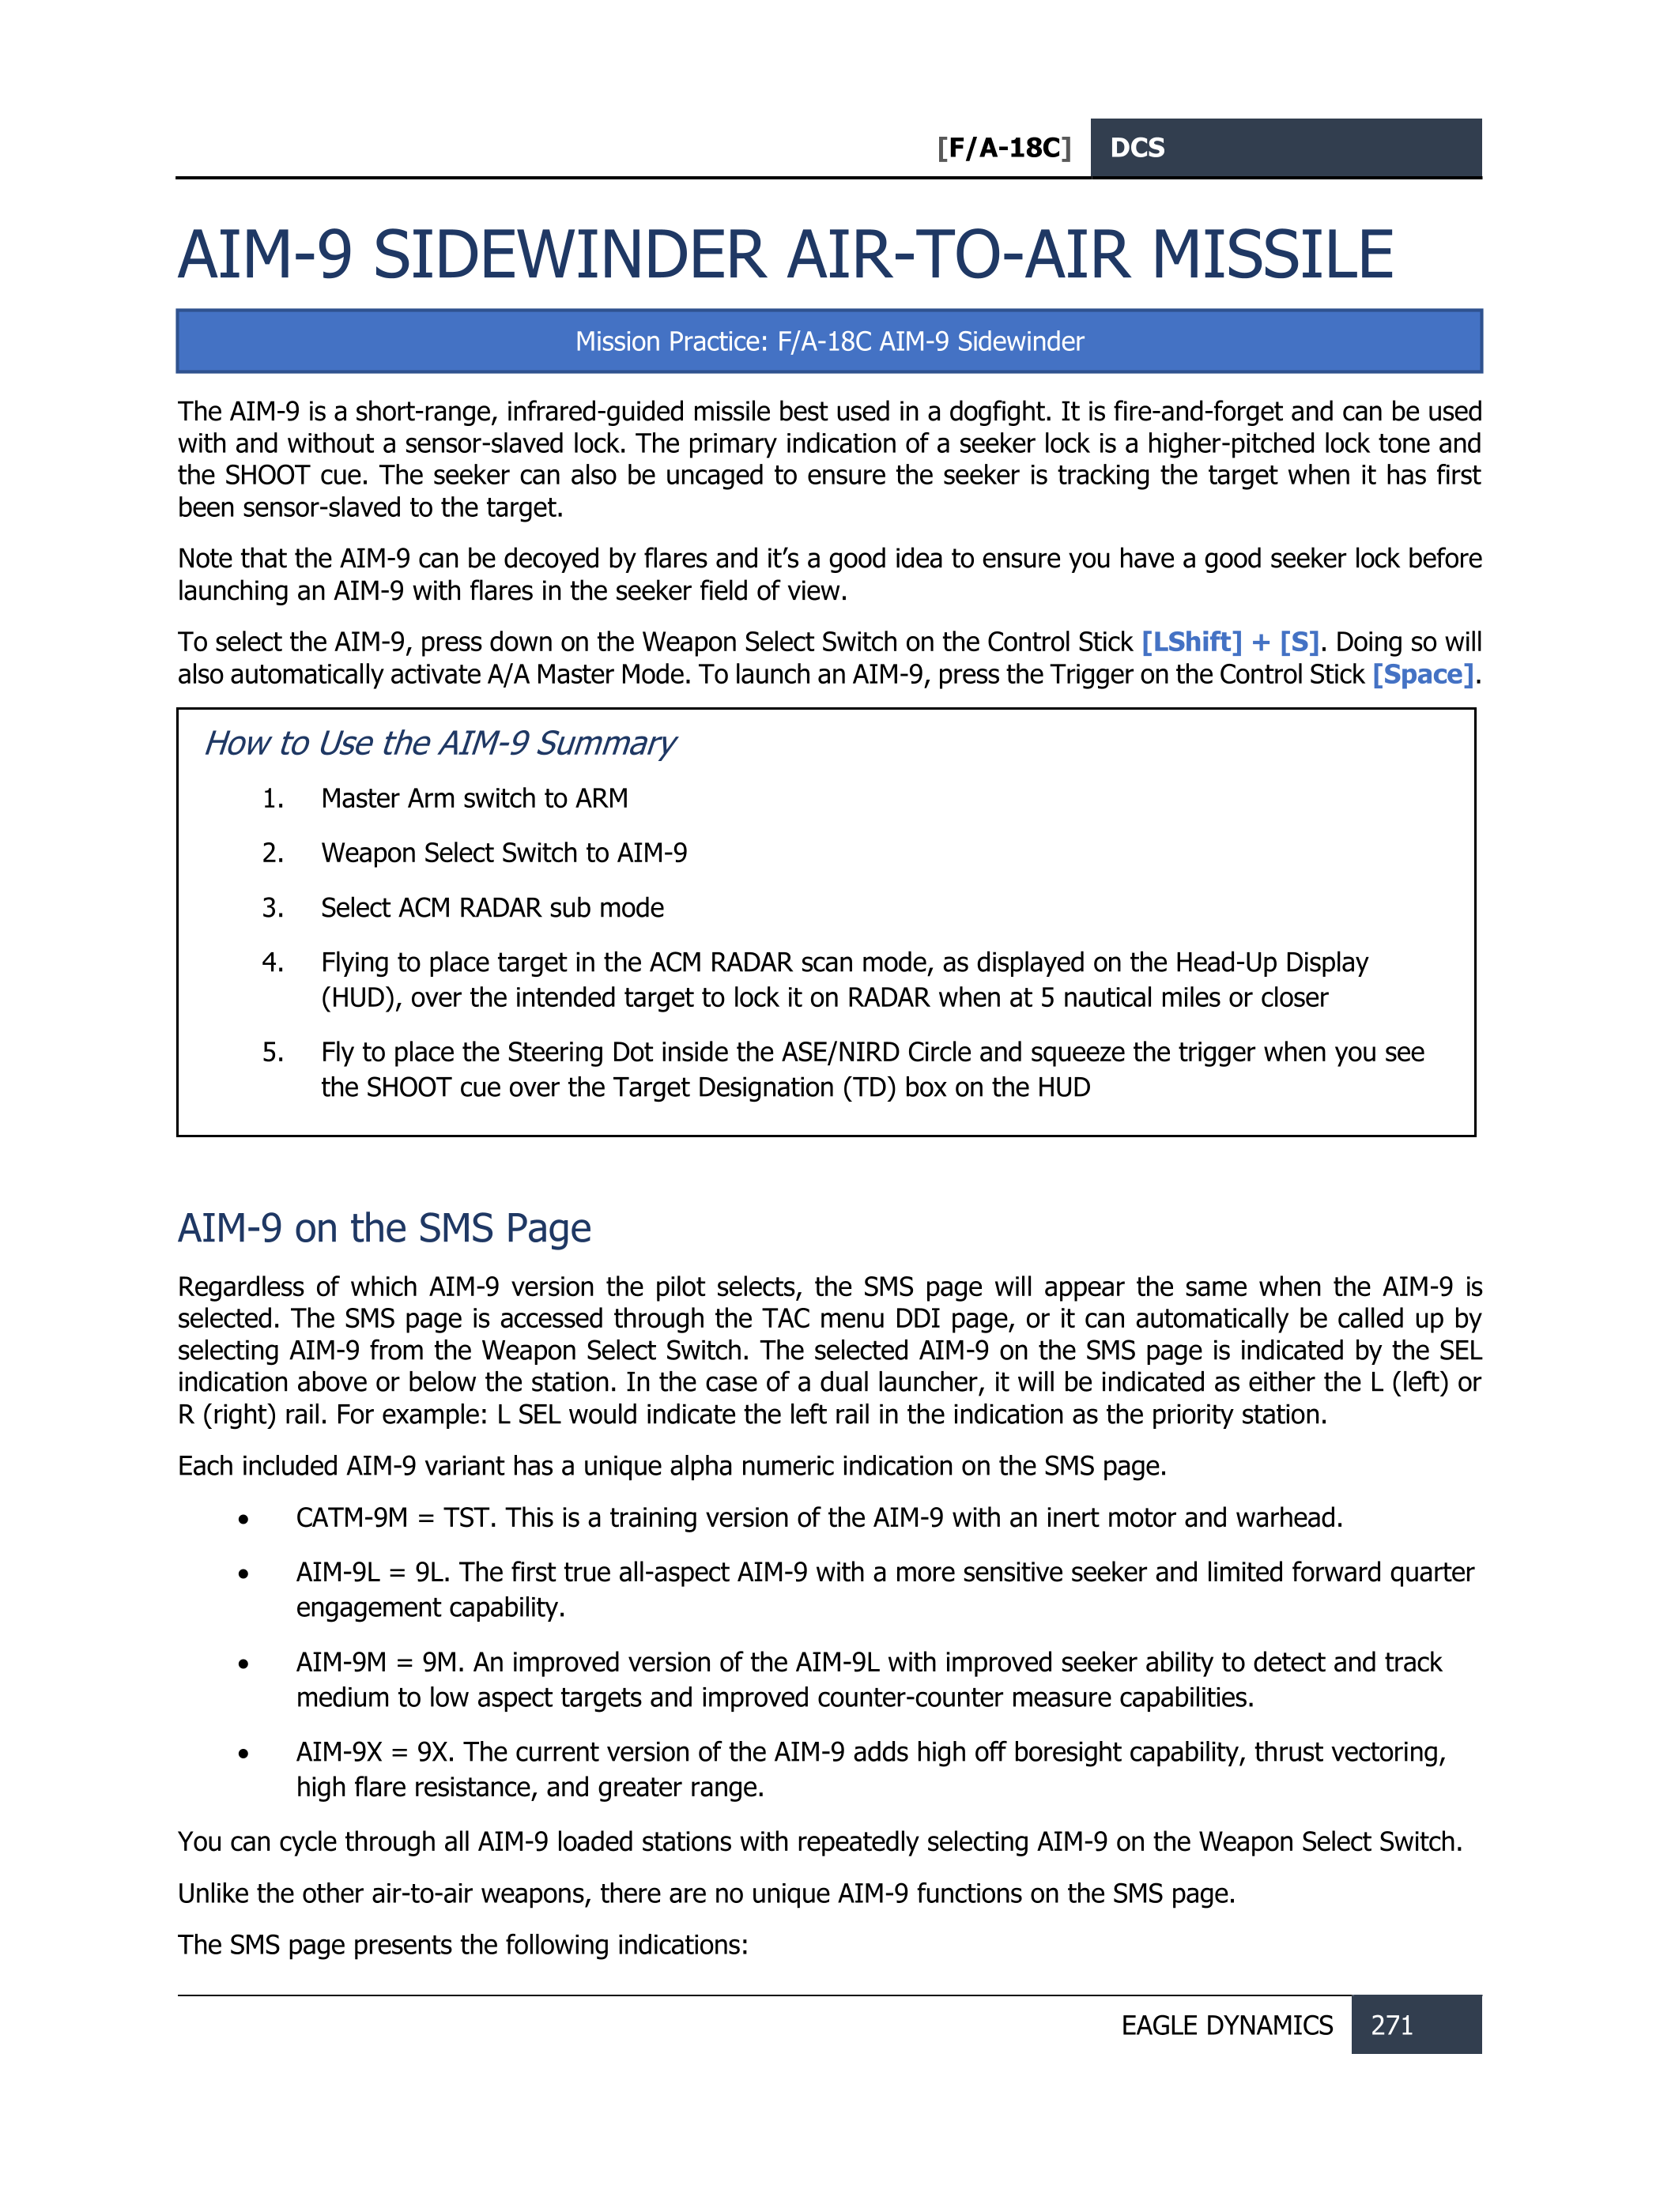 [F/A-18C] DCS
AIM-9 SIDEWINDER AIR-TO-AIR MISSILE
Mission Practice: F/A-18C AIM-9 Sidewinder
The AIM-9 is a short-range, infrared-guided missile best used in a dogfight. It is fire-and-forget and can be used
with and without a sensor-slaved lock. The primary indication of a seeker lock is a higher-pitched lock tone and
the SHOOT cue. The seeker can also be uncaged to ensure the seeker is tracking the target when it has first
been sensor-slaved to the target.
Note that the AIM-9 can be decoyed by flares and it’s a good idea to ensure you have a good seeker lock before
launching an AIM-9 with flares in the seeker field of view.
To select the AIM-9, press down on the Weapon Select Switch on the Control Stick [LShift] + [S]. Doing so will
also automatically activate A/A Master Mode. To launch an AIM-9, press the Trigger on the Control Stick [Space].
How to Use the AIM-9 Summary
1. Master Arm switch to ARM
2. Weapon Select Switch to AIM-9
3. Select ACM RADAR sub mode
4. Flying to place target in the ACM RADAR scan mode, as displayed on the Head-Up Display
(HUD), over the intended target to lock it on RADAR when at 5 nautical miles or closer
5. Fly to place the Steering Dot inside the ASE/NIRD Circle and squeeze the trigger when you see
the SHOOT cue over the Target Designation (TD) box on the HUD
AIM-9 on the SMS Page
Regardless of which AIM-9 version the pilot selects, the SMS page will appear the same when the AIM-9 is
selected. The SMS page is accessed through the TAC menu DDI page, or it can automatically be called up by
selecting AIM-9 from the Weapon Select Switch. The selected AIM-9 on the SMS page is indicated by the SEL
indication above or below the station. In the case of a dual launcher, it will be indicated as either the L (left) or
R (right) rail. For example: L SEL would indicate the left rail in the indication as the priority station.
Each included AIM-9 variant has a unique alpha numeric indication on the SMS page.
• CATM-9M = TST. This is a training version of the AIM-9 with an inert motor and warhead.
• AIM-9L = 9L. The first true all-aspect AIM-9 with a more sensitive seeker and limited forward quarter
engagement capability.
• AIM-9M = 9M. An improved version of the AIM-9L with improved seeker ability to detect and track
medium to low aspect targets and improved counter-counter measure capabilities.
• AIM-9X = 9X. The current version of the AIM-9 adds high off boresight capability, thrust vectoring,
high flare resistance, and greater range.
You can cycle through all AIM-9 loaded stations with repeatedly selecting AIM-9 on the Weapon Select Switch.
Unlike the other air-to-air weapons, there are no unique AIM-9 functions on the SMS page.
The SMS page presents the following indications:
EAGLE DYNAMICS 271